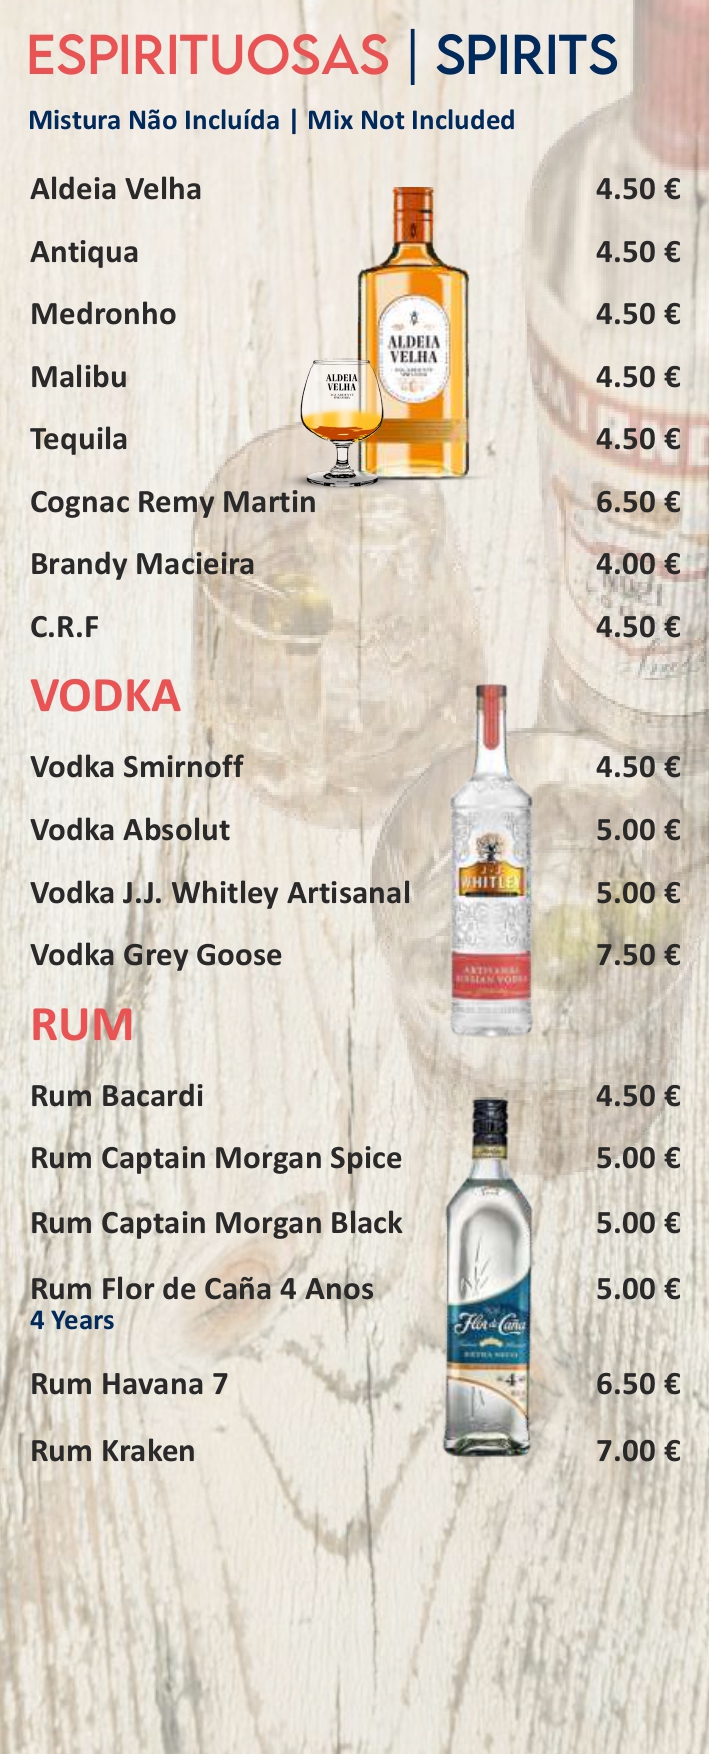 ESPIRITUOSAS | SPIRITS
Mistura Não Incluída | Mix Not Included
Aldeia Velha 4.50 €
Antiqua 4.50 €
Medronho 4.50 €
Malibu 4.50 €
Tequila 4.50 €
Cognac Remy Martin 6.50 €
Brandy Macieira 4.00 €
C.R.F 4.50 €
ALDEIA
VELHA
ALDEIA
VELHA
VODKA
Vodka Smirnoff 4.50 €
Vodka Absolut 5.00 €
Vodka J.J. Whitley Artisanal 5.00 €
Vodka Grey Goose 7.50 €
J.J
WHITLEY
ARTISANAL
RUSSIAN VODKA
RUM
Rum Bacardi 4.50 €
Rum Captain Morgan Spice 5.00 €
Rum Captain Morgan Black 5.00 €
Rum Flor de Caña 4 Anos 5.00 €
4 Years
Rum Havana 7 6.50 €
Rum Kraken 7.00 €
Flor de Caña
4